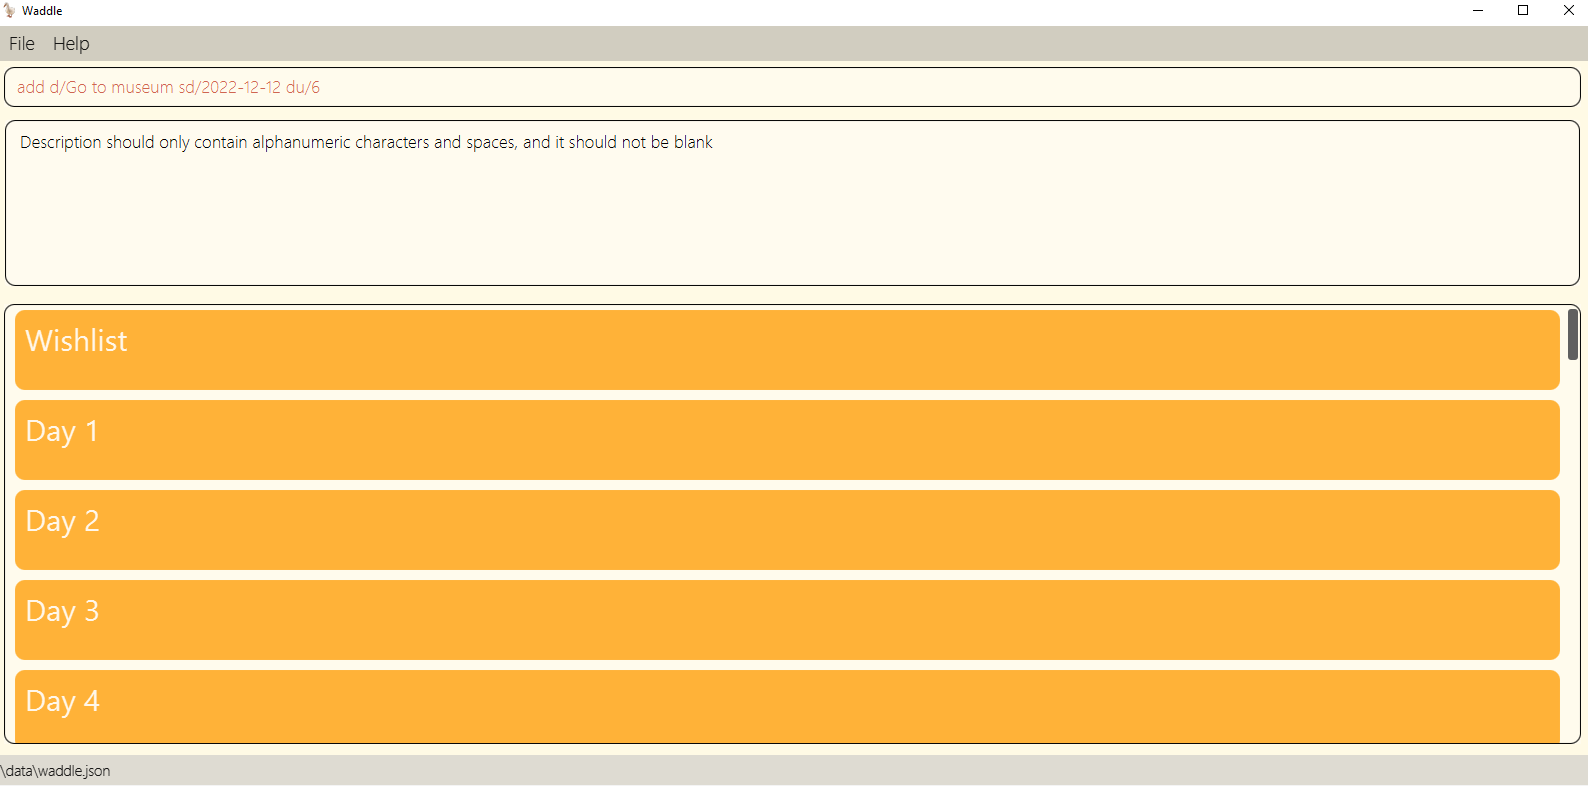 Waddle
File Help
add d/Go to museum sd/2022-12-12 du/6
Description should only contain alphanumeric characters and spaces, and it should not be blank
Wishlist
Day 1
Day 2
Day 3
Day 4
\data\waddle.json